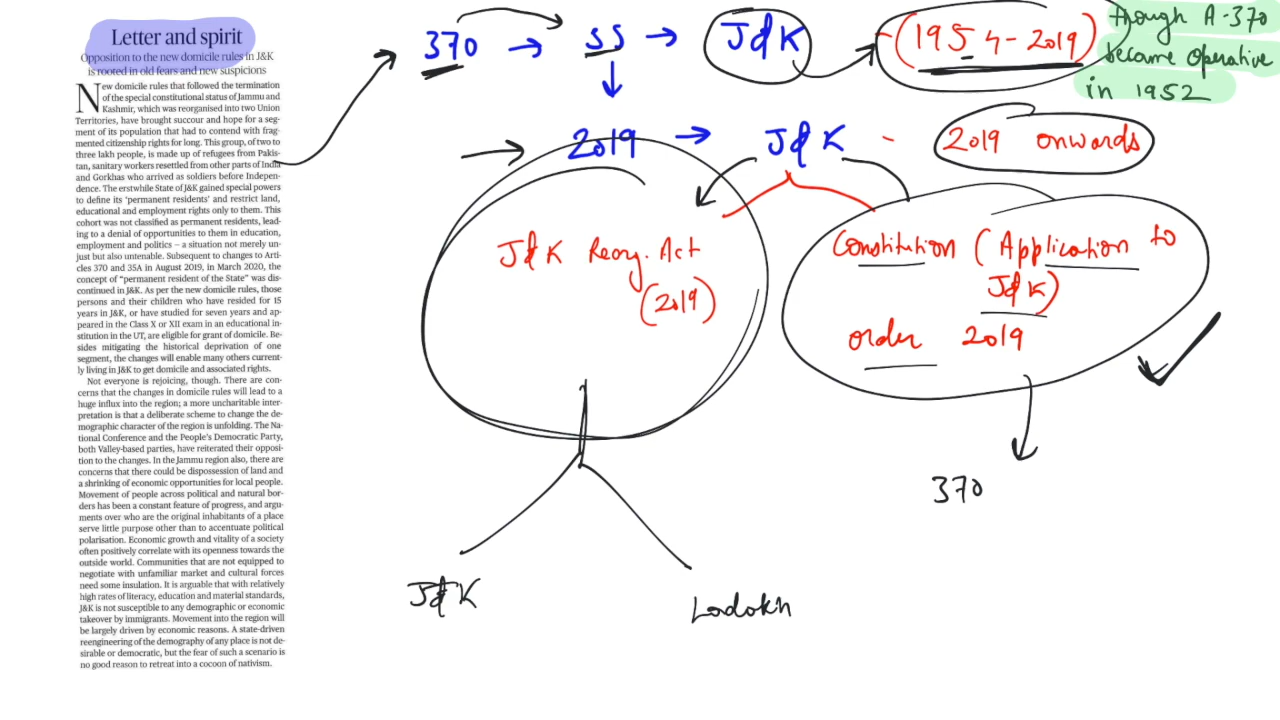 Letter and spirit
Opposition to the new domicile rules in J&K
is rooted in old fears and new suspicions
New domicile rules that followed the termination
of the special constitutional status of Jammu and
Kashmir, which was reorganised into two Union
Territories, have brought succour and hope for a seg-
ment of its population that had to contend with frag-
mented citizenship rights for long. This group, of two to
three lakh people, is made up of refugees from Pakis-
tan, sanitary workers resettled from other parts of India
and Gorkhas who arrived as soldiers before Indepen-
dence. The erstwhile State of J&K gained special powers
to define its 'permanent residents' and restrict land,
educational and employment rights only to them. This
cohort was not classified as permanent residents, lead-
ing to a denial of opportunities to them in education,
employment and politics – a situation not merely un-
just but also untenable. Subsequent to changes to Arti-
cles 370 and 35A in August 2019, in March 2020, the
concept of "permanent resident of the State" was dis-
continued in J&K. As per the new domicile rules, those
persons and their children who have resided for 15
years in J&K, or have studied for seven years and ap-
peared in the Class X or XII exam in an educational in-
stitution in the UT, are eligible for grant of domicile. Be-
sides mitigating the historical deprivation of one
segment, the changes will enable many others current-
ly living in J&K to get domicile and associated rights.
Not everyone is rejoicing, though. There are con-
cerns that the changes in domicile rules will lead to a
huge influx into the region; a more uncharitable inter-
pretation is that a deliberate scheme to change the de-
mographic character of the region is unfolding. The Na-
tional Conference and the People's Democratic Party,
both Valley-based parties, have reiterated their opposi-
tion to the changes. In the Jammu region also, there are
concerns that there could be dispossession of land and
a shrinking of economic opportunities for local people.
Movement of people across political and natural bor-
ders has been a constant feature of progress, and argu-
ments over who are the original inhabitants of a place
serve little purpose other than to accentuate political
polarisation. Economic growth and vitality of a society
often positively correlate with its openness towards the
outside world. Communities that are not equipped to
negotiate with unfamiliar market and cultural forces
need some insulation. It is arguable that with relatively
high rates of literacy, education and material standards,
J&K is not susceptible to any demographic or economic
takeover by immigrants. Movement into the region will
be largely driven by economic reasons. A state-driven
reengineering of the demography of any place is not de-
sirable or democratic, but the fear of such a scenario is
no good reason to retreat into a cocoon of nativism.
370 → SS → J&K - (1954-2019)
though A-370
became operative
in 1952
2019 → J&K - 2019 onwards
J&K Reorg. Act
(2019)
Constitution (Application to
J&K)
order 2019
370
J&K
Ladakh